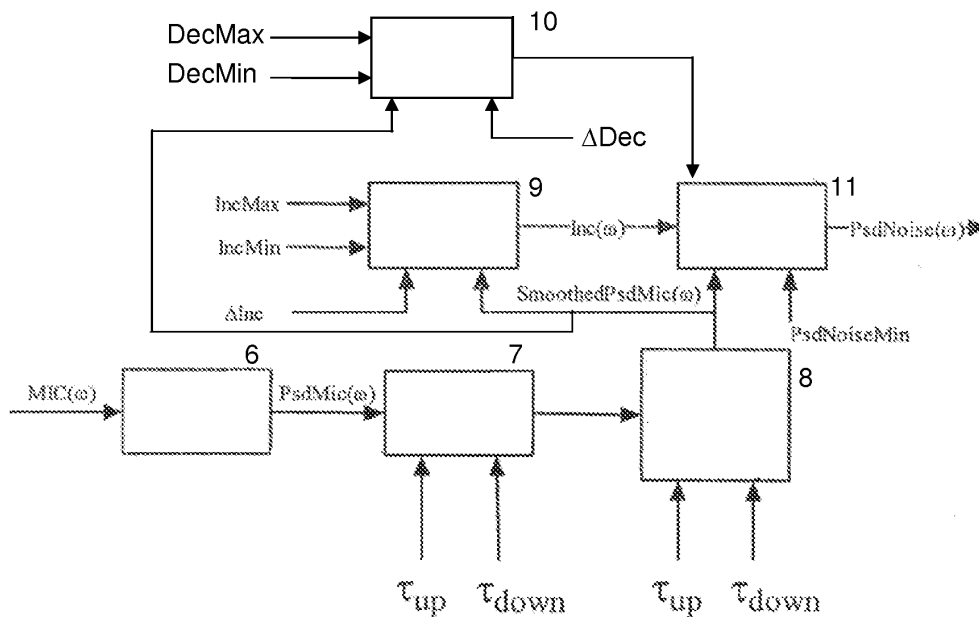 DecMax
10
DecMin
ΔDec
9
11
IncMax
Inc(ω)
PsdNoise(ω)
IncMin
SmoothedPsdMic(ω)
ΔInc
PsdNoiseMin
6
7
8
MIC(ω)
PsdMic(ω)
τup τdown τup τdown